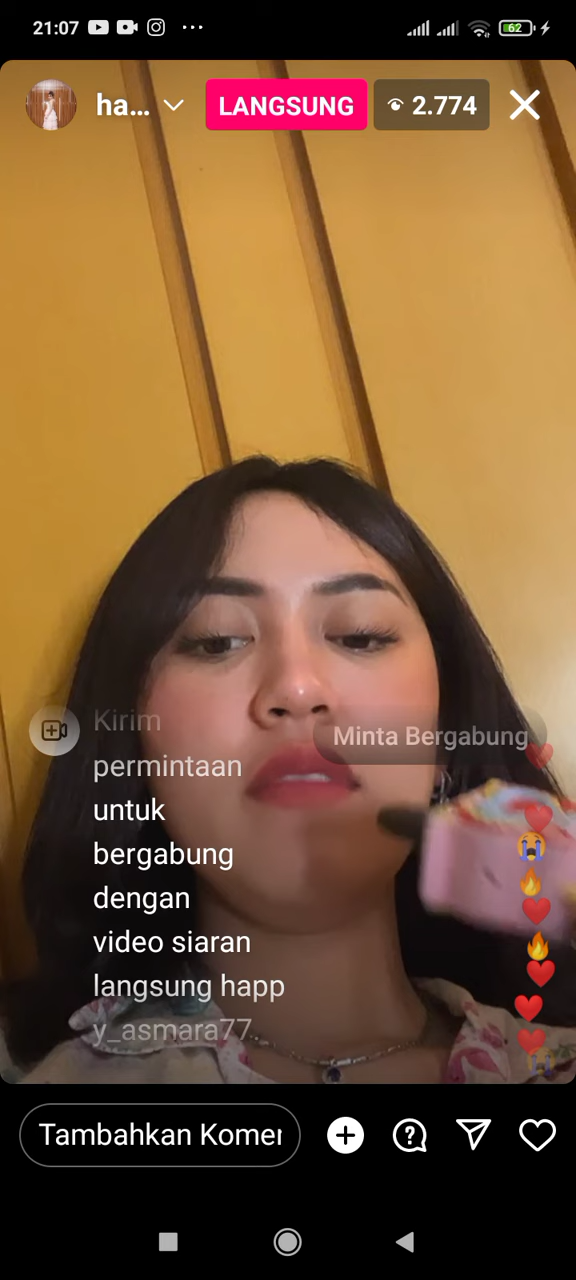 21:07
62
ha...
LANGSUNG
2.774
Kirim
permintaan
untuk
bergabung
dengan
video siaran
langsung happ
y_asmara77
Minta Bergabung
Tambahkan Komen